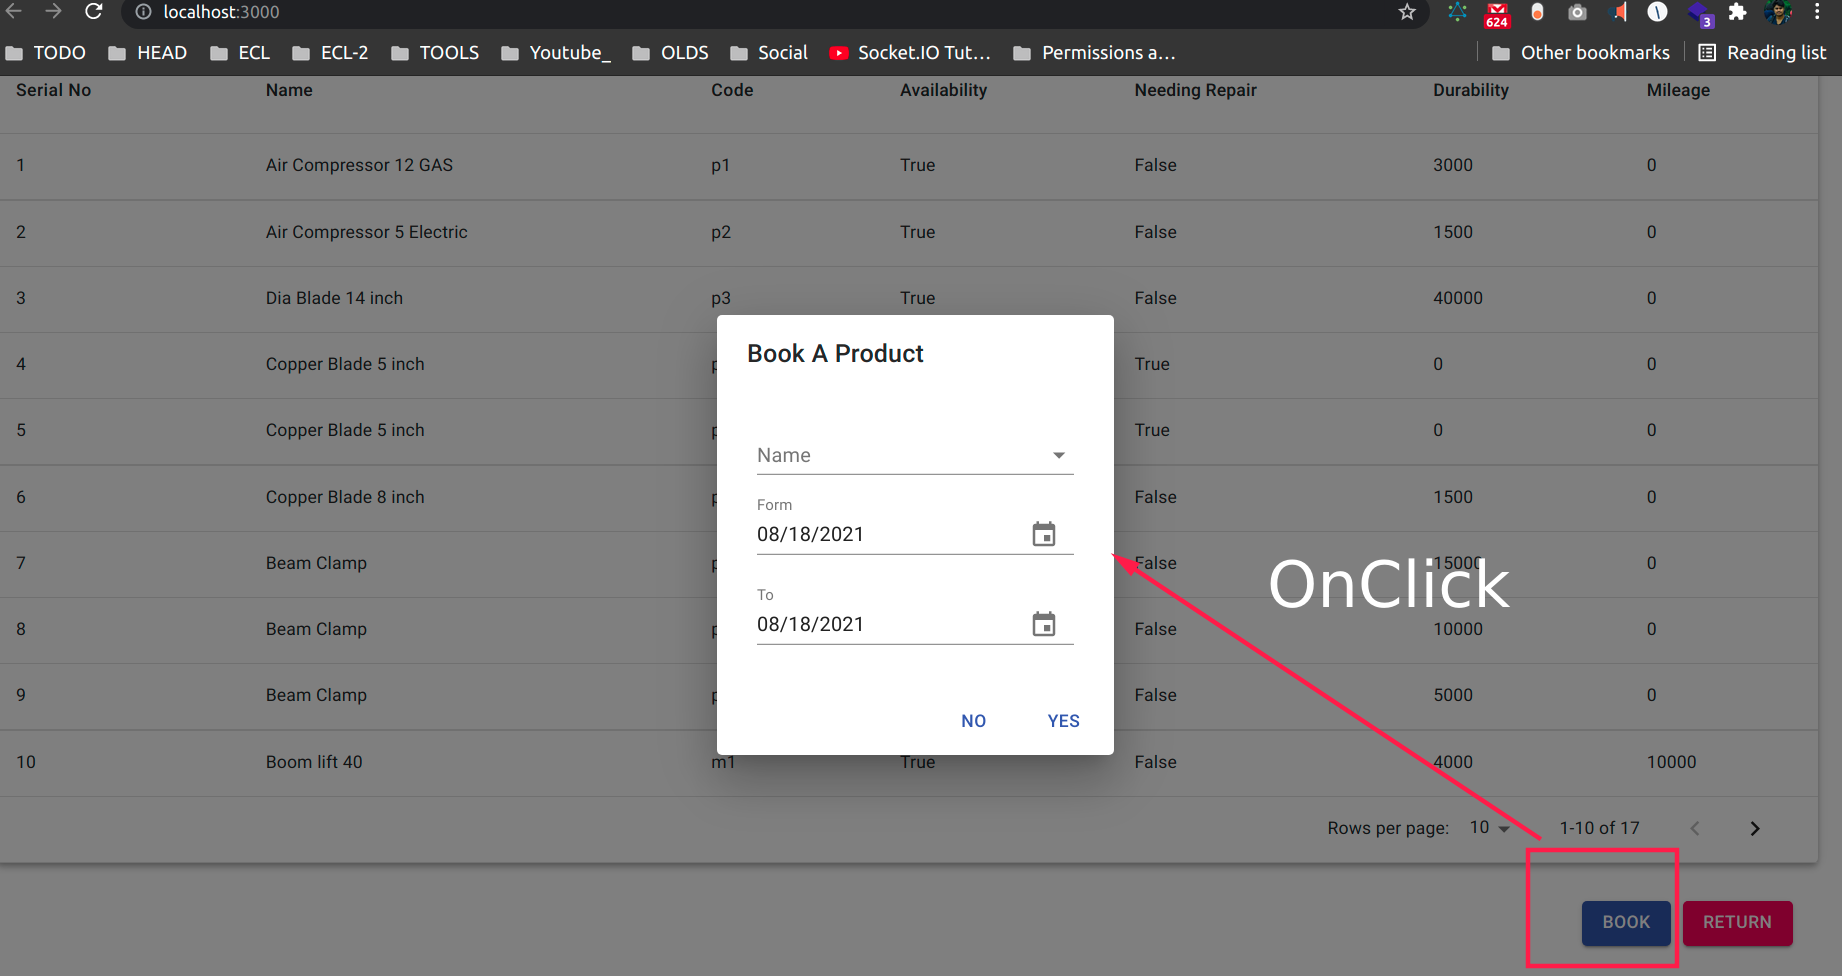 localhost:3000
624
3
TODO HEAD ECL ECL-2 TOOLS Youtube_ OLDS Social Socket.IO Tut… Permissions a… Other bookmarks Reading list
Serial No Name Code Availability Needing Repair Durability Mileage
1 Air Compressor 12 GAS p1 True False 3000 0
2 Air Compressor 5 Electric p2 True False 1500 0
3 Dia Blade 14 inch p3 True False 40000 0
4 Copper Blade 5 inch p True 0 0
5 Copper Blade 5 inch p True 0 0
6 Copper Blade 8 inch p False 1500 0
7 Beam Clamp p False 15000 0
8 Beam Clamp p False 10000 0
9 Beam Clamp p False 5000 0
10 Boom lift 40 m1 True False 4000 10000
Book A Product
Name
Form
08/18/2021
To
08/18/2021
NO YES
OnClick
Rows per page: 10 1-10 of 17
BOOK RETURN